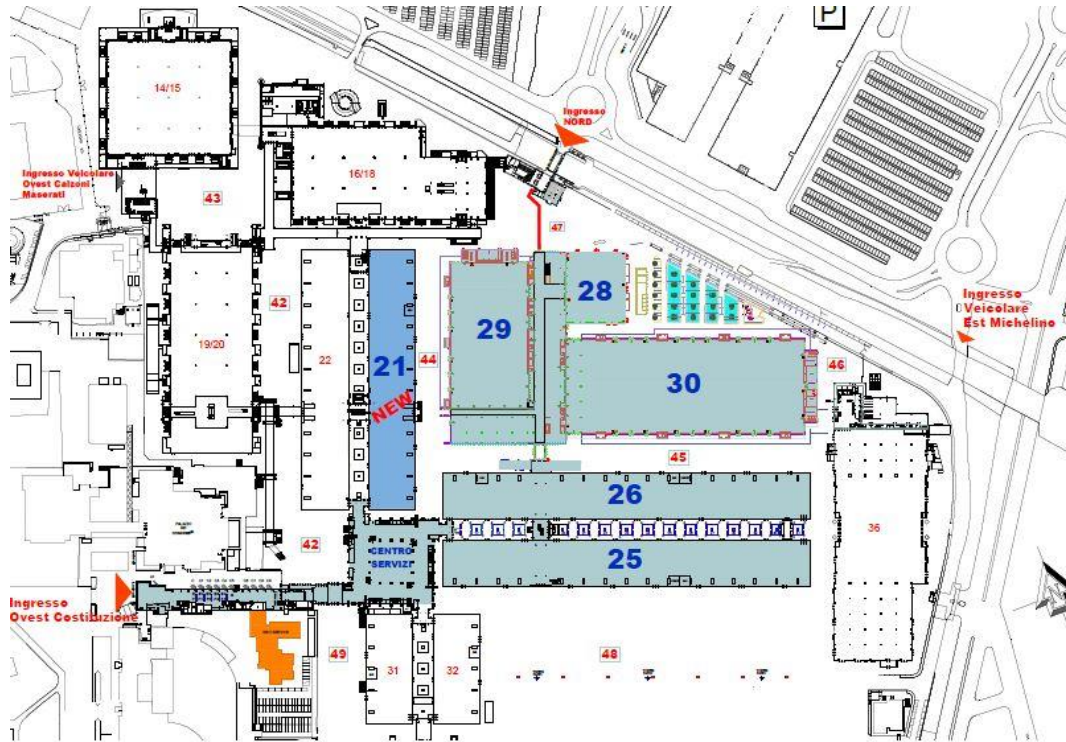 P
14/15
Ingresso
NORD
16/18
Ingresso Veicolare
Ovest Calzoni
Maserati
43
47
28
Ingresso
Veicolare
Est Michelino
42
29
19/20
22
21
44
NEW
30
46
45
26
36
42
CENTRO
SERVIZI
25
Ingresso
Ovest Costituzione
49
48
31
32